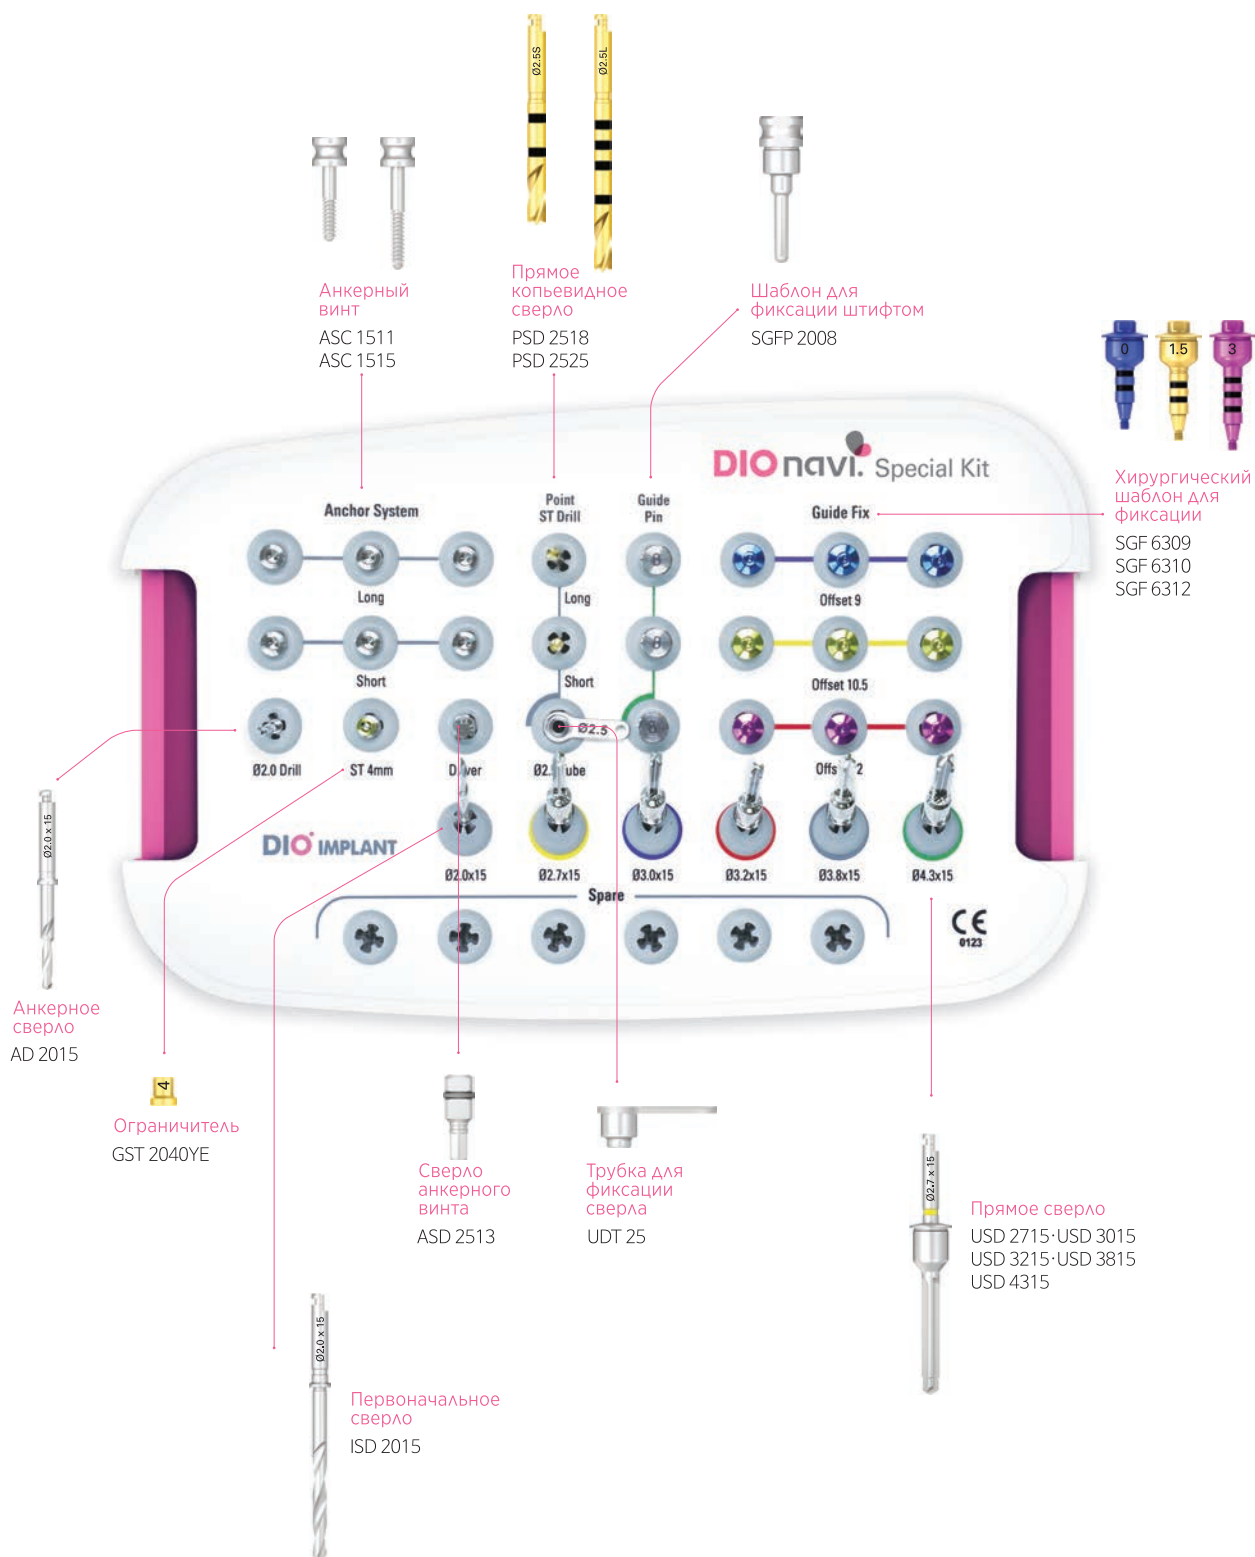 Ø2.5S
Ø2.5L
Анкерный
винт
ASC 1511
ASC 1515
Прямое
копьевидное
сверло
PSD 2518
PSD 2525
Шаблон для
фиксации штифтом
SGFP 2008
0
1.5
3
Хирургический
шаблон для
фиксации
SGF 6309
SGF 6310
SGF 6312
DIO navi. Special Kit
Anchor System
Point
ST Drill
Guide
Pin
Guide Fix
Long
Long
Offset 9
Short
Short
Offset 10.5
Ø2.5
Ø2.0 Drill
ST 4mm
DIO IMPLANT
Ø2.0x15
Ø2.7x15
Ø3.0x15
Ø3.2x15
Ø3.8x15
Ø4.3x15
Spare
CE
0123
Ø2.0 x 15
Анкерное
сверло
AD 2015
4
Ограничитель
GST 2040YE
Сверло
анкерного
винта
ASD 2513
Трубка для
фиксации
сверла
UDT 25
Ø2.7 x 15
Прямое сверло
USD 2715·USD 3015
USD 3215·USD 3815
USD 4315
Ø2.0 x 15
Первоначальное
сверло
ISD 2015